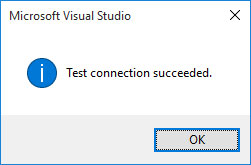 Microsoft Visual Studio
Test connection succeeded.
OK